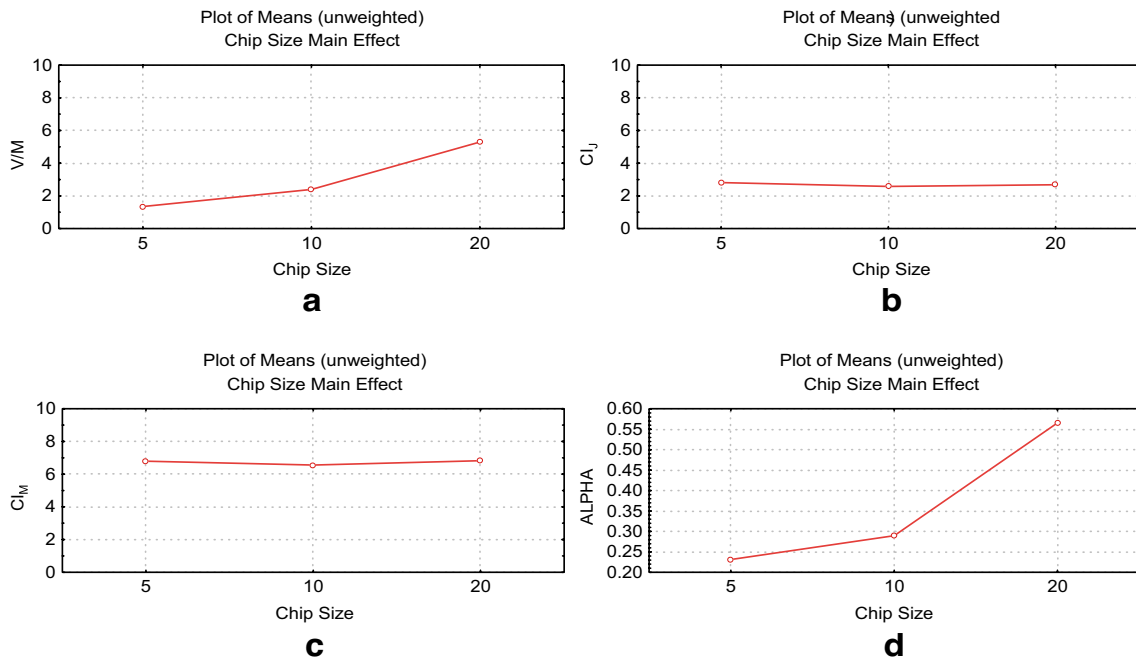 Plot of Means (unweighted)
Chip Size Main Effect
10
8
6
4
2
0
V/M
5 10 20
Chip Size
a
Plot of Means (unweighted
Chip Size Main Effect
10
8
6
4
2
0
CIJ
5 10 20
Chip Size
b
Plot of Means (unweighted)
Chip Size Main Effect
10
8
6
4
2
0
CIM
5 10 20
Chip Size
c
Plot of Means (unweighted)
Chip Size Main Effect
0.60
0.55
0.50
0.45
0.40
0.35
0.30
0.25
0.20
ALPHA
5 10 20
Chip Size
d